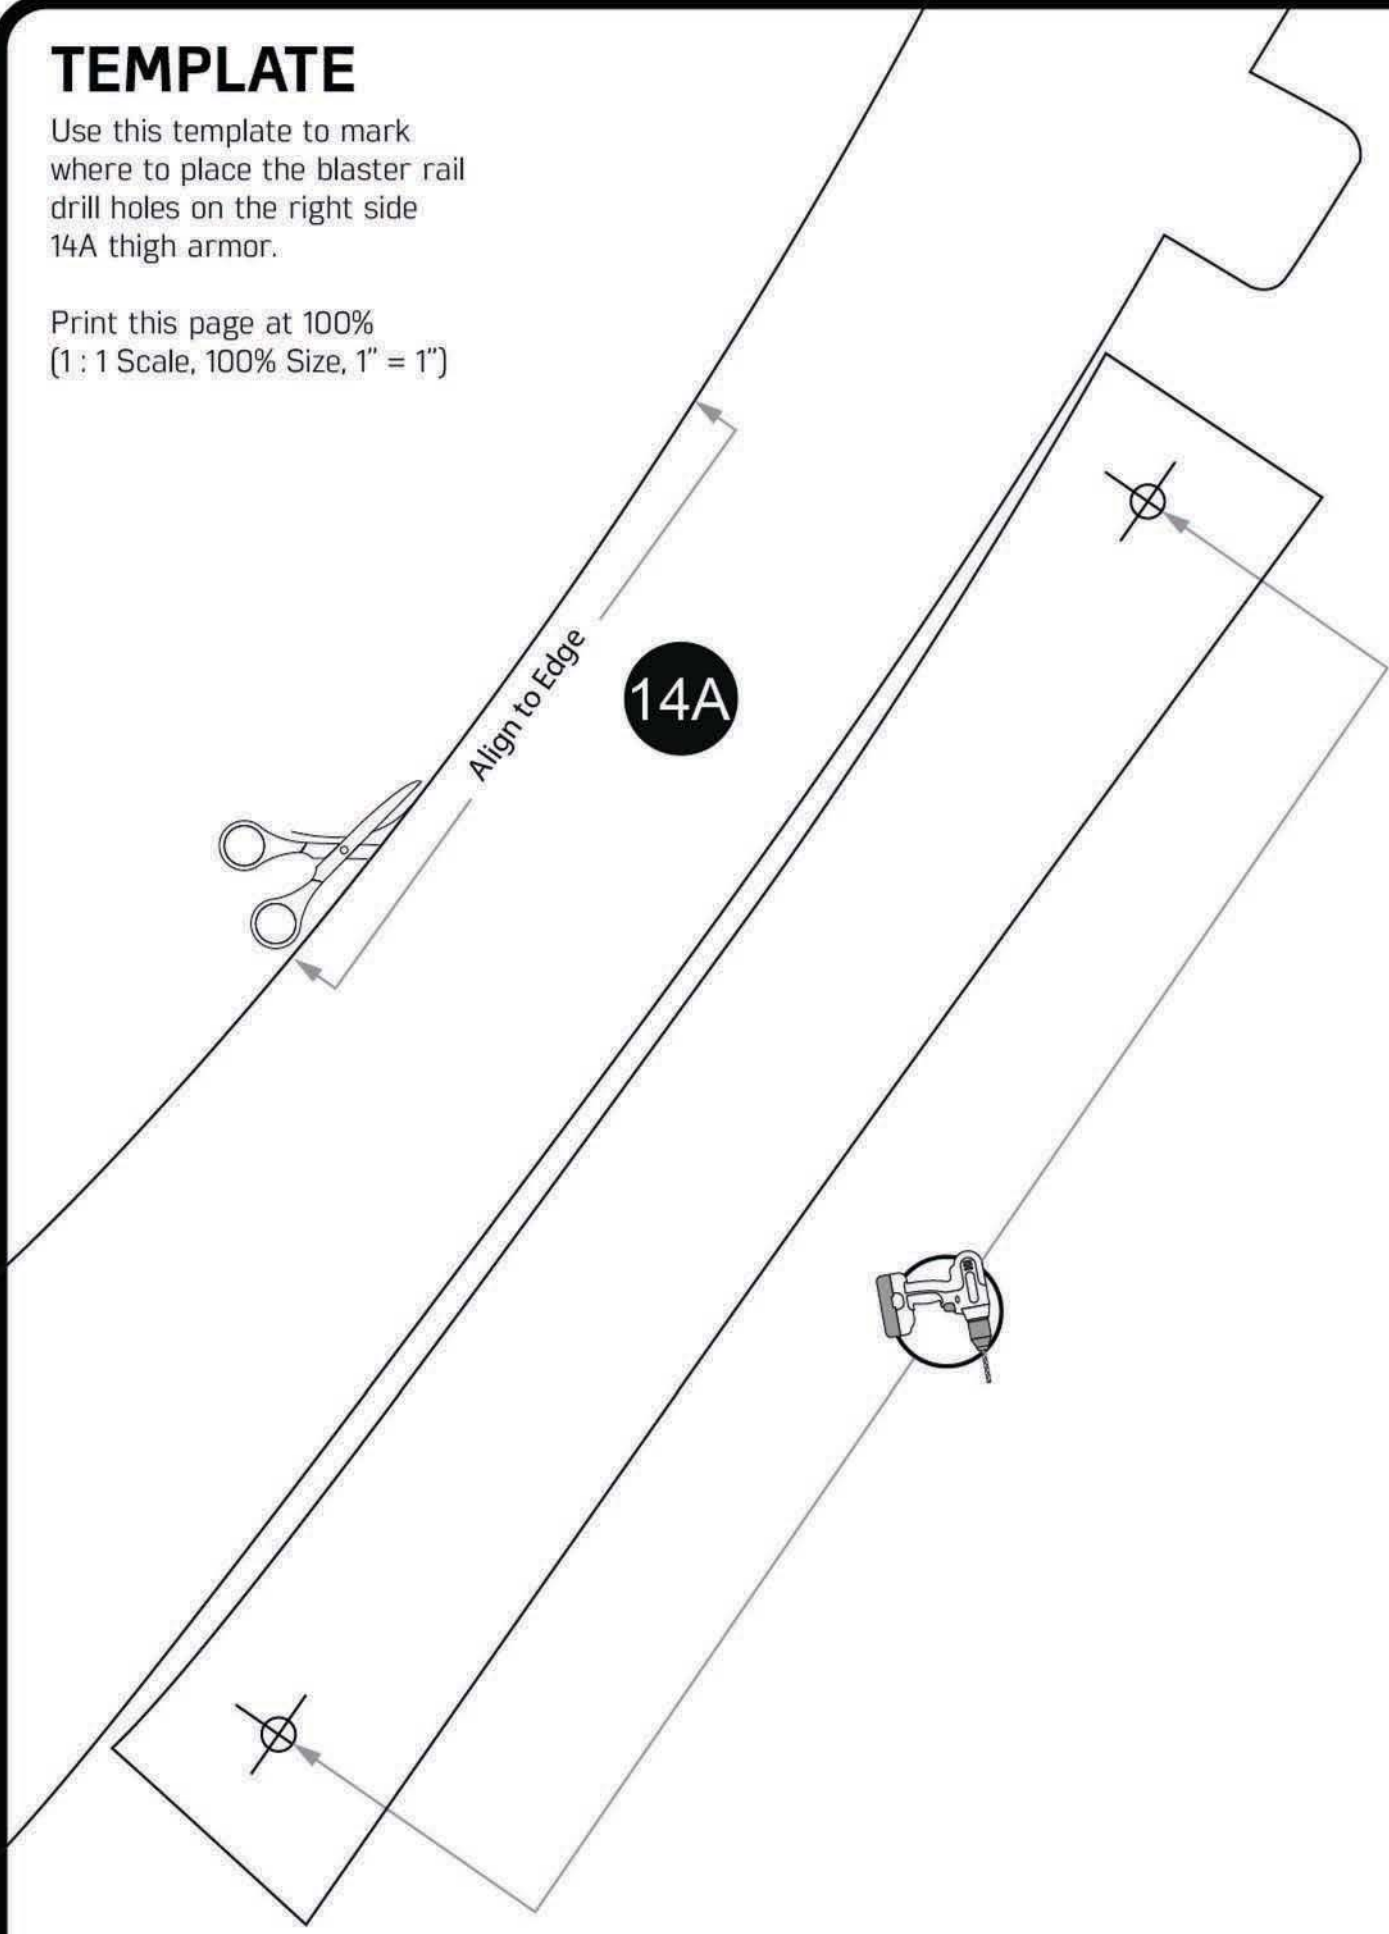 TEMPLATE
Use this template to mark
where to place the blaster rail
drill holes on the right side
14A thigh armor.
Print this page at 100%
(1 : 1 Scale, 100% Size, 1" = 1")
Align to Edge
14A